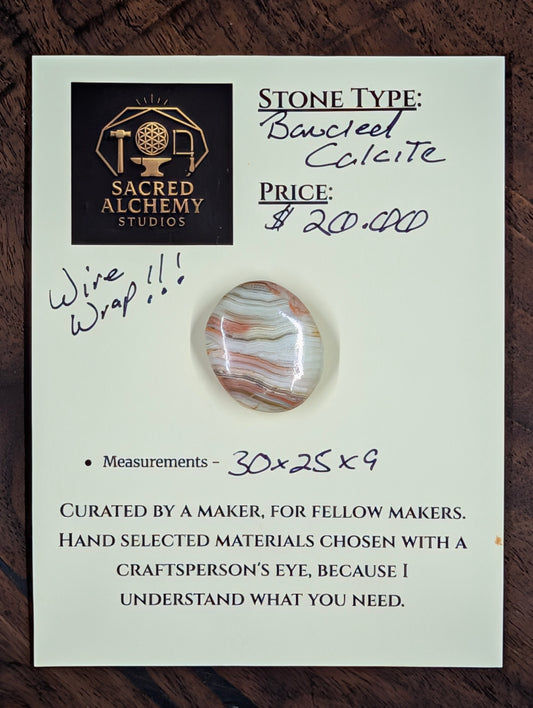 SACRED
ALCHEMY
STUDIOS
STONE TYPE:
Banded
Calcite
PRICE:
$ 20.00
Wire
Wrap!!!
• Measurements - 30x25x9
CURATED BY A MAKER, FOR FELLOW MAKERS.
HAND SELECTED MATERIALS CHOSEN WITH A
CRAFTSPERSON'S EYE, BECAUSE I
UNDERSTAND WHAT YOU NEED.